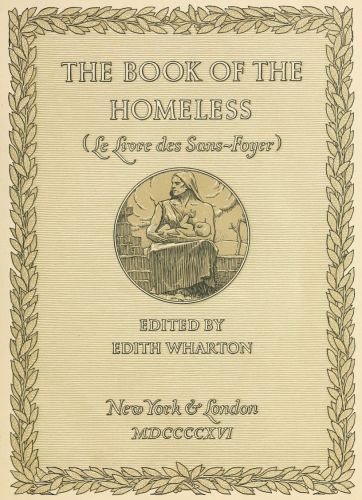 THE BOOK OF THE
HOMELESS
(Le Livre des Sans-Foyer)
EDITED BY
EDITH WHARTON
New York & London
MDCCCCXVI